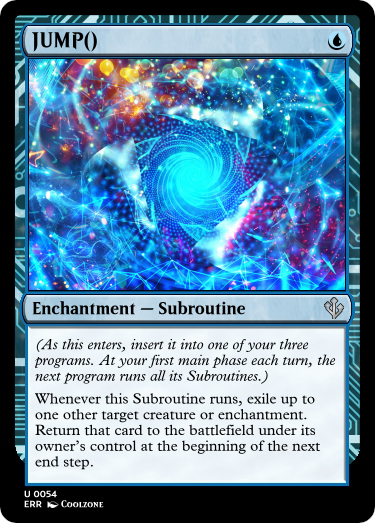 JUMP()
Enchantment — Subroutine
(As this enters, insert it into one of your three
programs. At your first main phase each turn, the
next program runs all its Subroutines.)
Whenever this Subroutine runs, exile up to
one other target creature or enchantment.
Return that card to the battlefield under its
owner's control at the beginning of the next
end step.
U 0054
ERR Coolzone